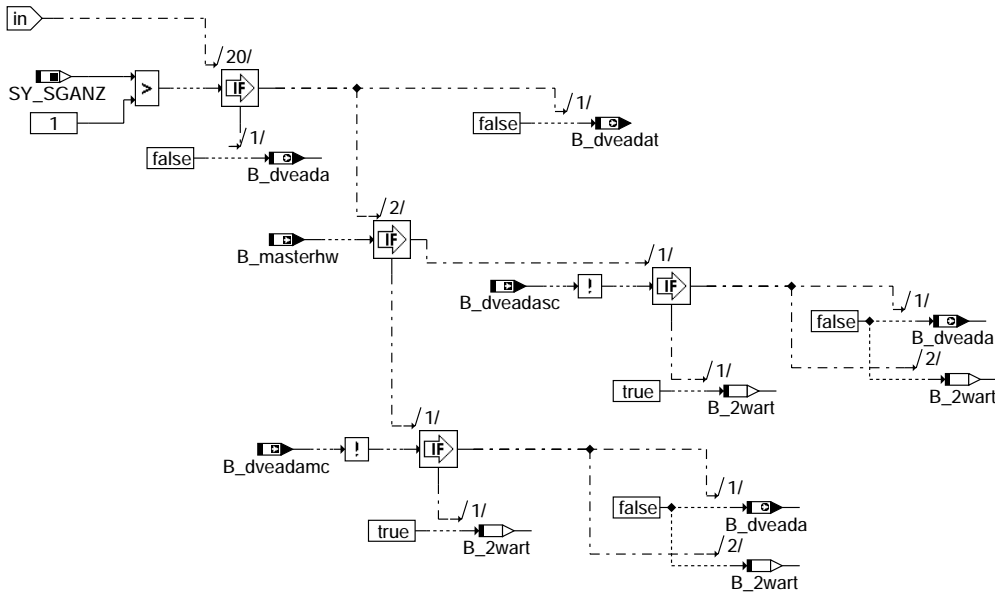 in
/20/
IF
SY_SGANZ
>
1
/1/
false
B_dveadat
/1/
false
B_dveada
/2/
IF
B_masterhw
/1/
IF
B_dveadasc
!
/1/
false
B_dveada
/2/
B_2wart
/1/
true
B_2wart
/1/
IF
B_dveadamc
!
/1/
false
B_dveada
/1/
true
B_2wart
/2/
B_2wart